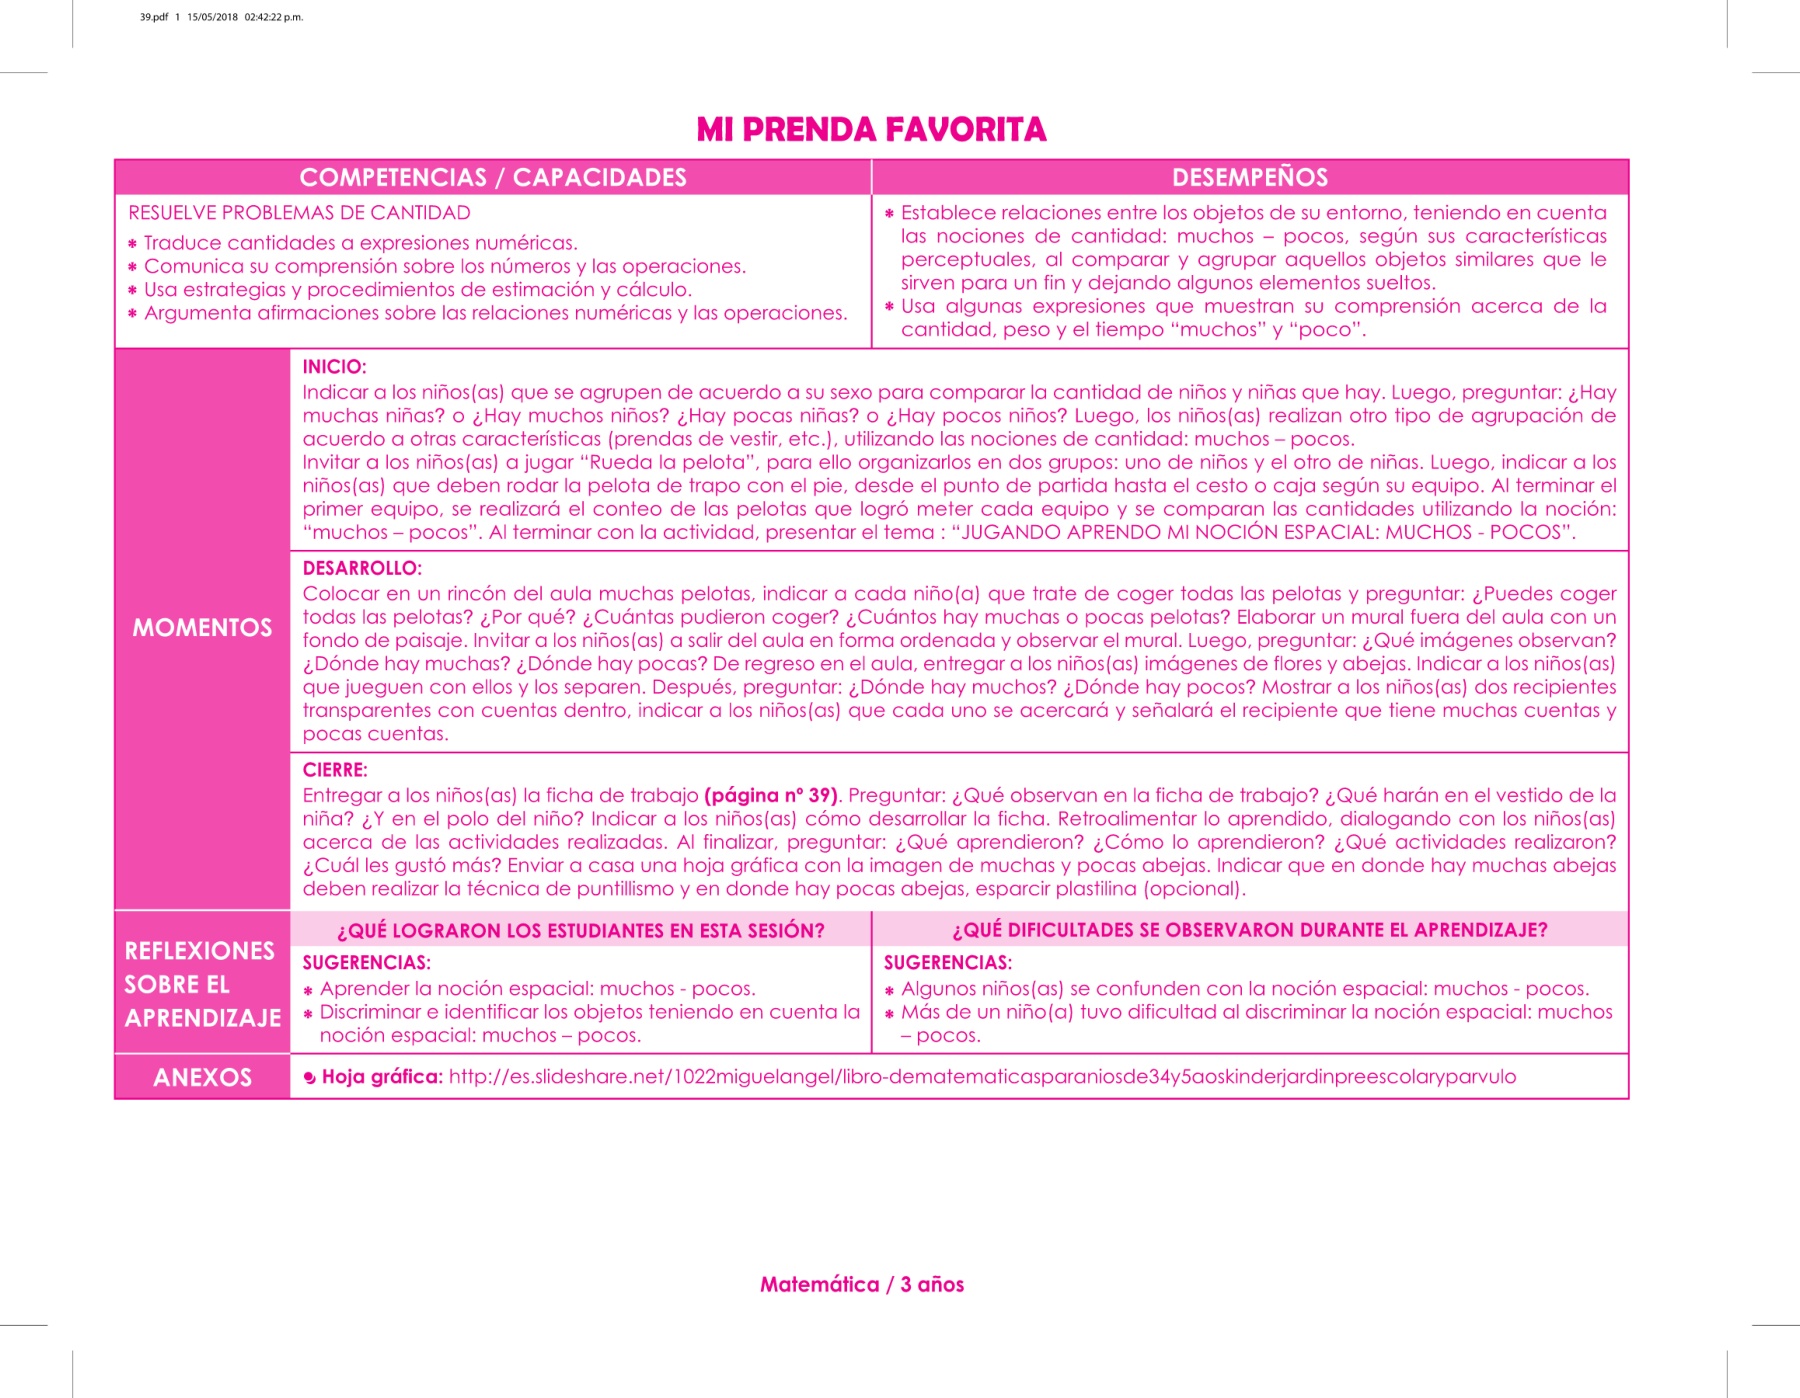 39.pdf 1 15/05/2018 02:42:22 p.m.
MI PRENDA FAVORITA
COMPETENCIAS / CAPACIDADES
RESUELVE PROBLEMAS DE CANTIDAD
* Traduce cantidades a expresiones numéricas.
* Comunica su comprensión sobre los números y las operaciones.
* Usa estrategias y procedimientos de estimación y cálculo.
* Argumenta afirmaciones sobre las relaciones numéricas y las operaciones.
DESEMPEÑOS
* Establece relaciones entre los objetos de su entorno, teniendo en cuenta
las nociones de cantidad: muchos – pocos, según sus características
perceptuales, al comparar y agrupar aquellos objetos similares que le
sirven para un fin y dejando algunos elementos sueltos.
* Usa algunas expresiones que muestran su comprensión acerca de la
cantidad, peso y el tiempo “muchos” y “poco”.
MOMENTOS
INICIO:
Indicar a los niños(as) que se agrupen de acuerdo a su sexo para comparar la cantidad de niños y niñas que hay. Luego, preguntar: ¿Hay
muchas niñas? o ¿Hay muchos niños? ¿Hay pocas niñas? o ¿Hay pocos niños? Luego, los niños(as) realizan otro tipo de agrupación de
acuerdo a otras características (prendas de vestir, etc.), utilizando las nociones de cantidad: muchos – pocos.
Invitar a los niños(as) a jugar “Rueda la pelota”, para ello organizarlos en dos grupos: uno de niños y el otro de niñas. Luego, indicar a los
niños(as) que deben rodar la pelota de trapo con el pie, desde el punto de partida hasta el cesto o caja según su equipo. Al terminar el
primer equipo, se realizará el conteo de las pelotas que logró meter cada equipo y se comparan las cantidades utilizando la noción:
“muchos – pocos”. Al terminar con la actividad, presentar el tema : “JUGANDO APRENDO MI NOCIÓN ESPACIAL: MUCHOS - POCOS”.
DESARROLLO:
Colocar en un rincón del aula muchas pelotas, indicar a cada niño(a) que trate de coger todas las pelotas y preguntar: ¿Puedes coger
todas las pelotas? ¿Por qué? ¿Cuántas pudieron coger? ¿Cuántos hay muchas o pocas pelotas? Elaborar un mural fuera del aula con un
fondo de paisaje. Invitar a los niños(as) a salir del aula en forma ordenada y observar el mural. Luego, preguntar: ¿Qué imágenes observan?
¿Dónde hay muchas? ¿Dónde hay pocas? De regreso en el aula, entregar a los niños(as) imágenes de flores y abejas. Indicar a los niños(as)
que jueguen con ellos y los separen. Después, preguntar: ¿Dónde hay muchos? ¿Dónde hay pocos? Mostrar a los niños(as) dos recipientes
transparentes con cuentas dentro, indicar a los niños(as) que cada uno se acercará y señalará el recipiente que tiene muchas cuentas y
pocas cuentas.
CIERRE:
Entregar a los niños(as) la ficha de trabajo (página nº 39). Preguntar: ¿Qué observan en la ficha de trabajo? ¿Qué harán en el vestido de la
niña? ¿Y en el polo del niño? Indicar a los niños(as) cómo desarrollar la ficha. Retroalimentar lo aprendido, dialogando con los niños(as)
acerca de las actividades realizadas. Al finalizar, preguntar: ¿Qué aprendieron? ¿Cómo lo aprendieron? ¿Qué actividades realizaron?
¿Cuál les gustó más? Enviar a casa una hoja gráfica con la imagen de muchas y pocas abejas. Indicar que en donde hay muchas abejas
deben realizar la técnica de puntillismo y en donde hay pocas abejas, esparcir plastilina (opcional).
REFLEXIONES
SOBRE EL
APRENDIZAJE
¿QUÉ LOGRARON LOS ESTUDIANTES EN ESTA SESIÓN?
SUGERENCIAS:
* Aprender la noción espacial: muchos - pocos.
* Discriminar e identificar los objetos teniendo en cuenta la
noción espacial: muchos – pocos.
¿QUÉ DIFICULTADES SE OBSERVARON DURANTE EL APRENDIZAJE?
SUGERENCIAS:
* Algunos niños(as) se confunden con la noción espacial: muchos - pocos.
* Más de un niño(a) tuvo dificultad al discriminar la noción espacial: muchos
– pocos.
ANEXOS
Hoja gráfica: http://es.slideshare.net/1022miguelangel/libro-dematematicasparaniosde34y5aoskinderjardinpreescolaryparvulo
Matemática / 3 años